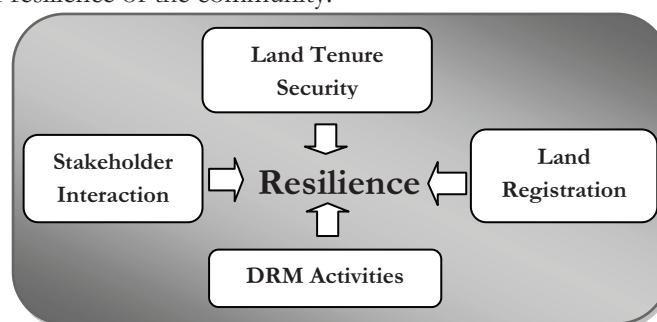 resilience of the community.
Land Tenure
Security
Stakeholder
Interaction
Resilience
Land
Registration
DRM Activities